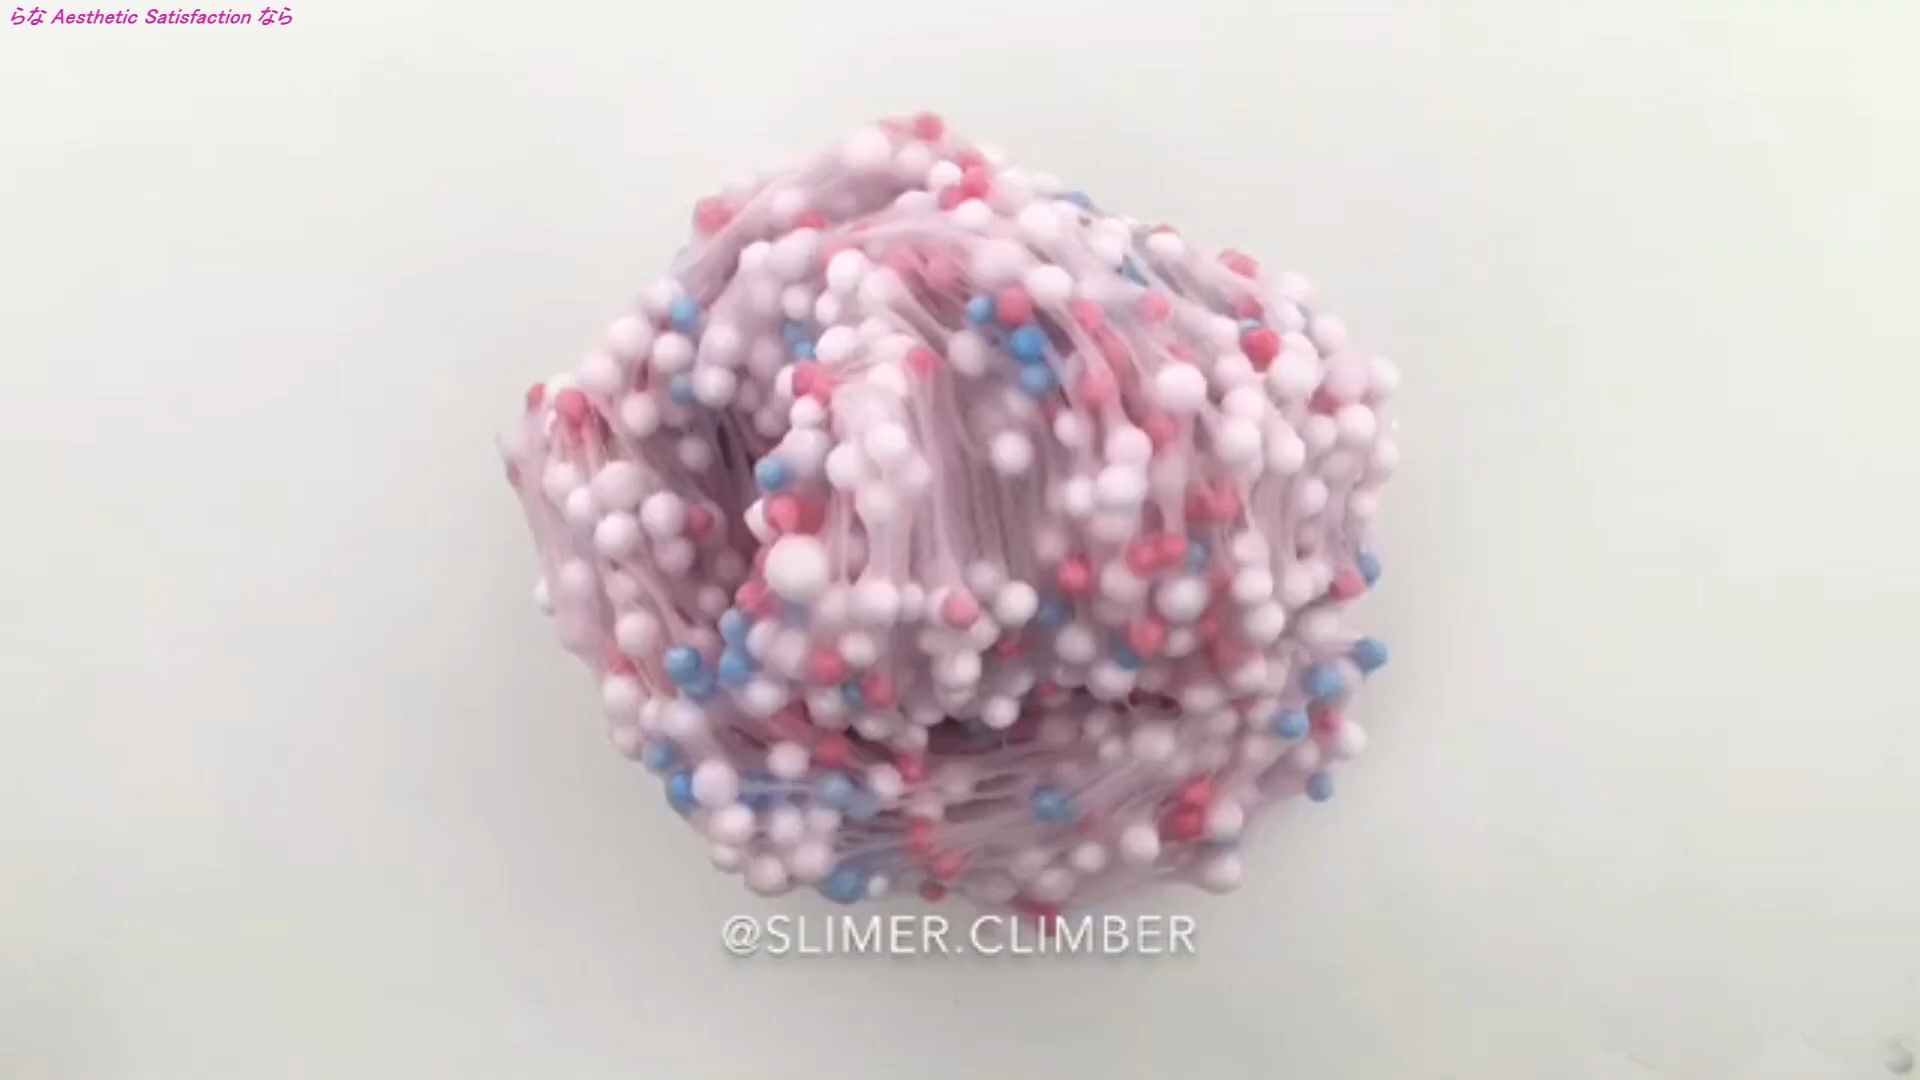 らな Aesthetic Satisfaction なら
@SLIMER.CLIMBER